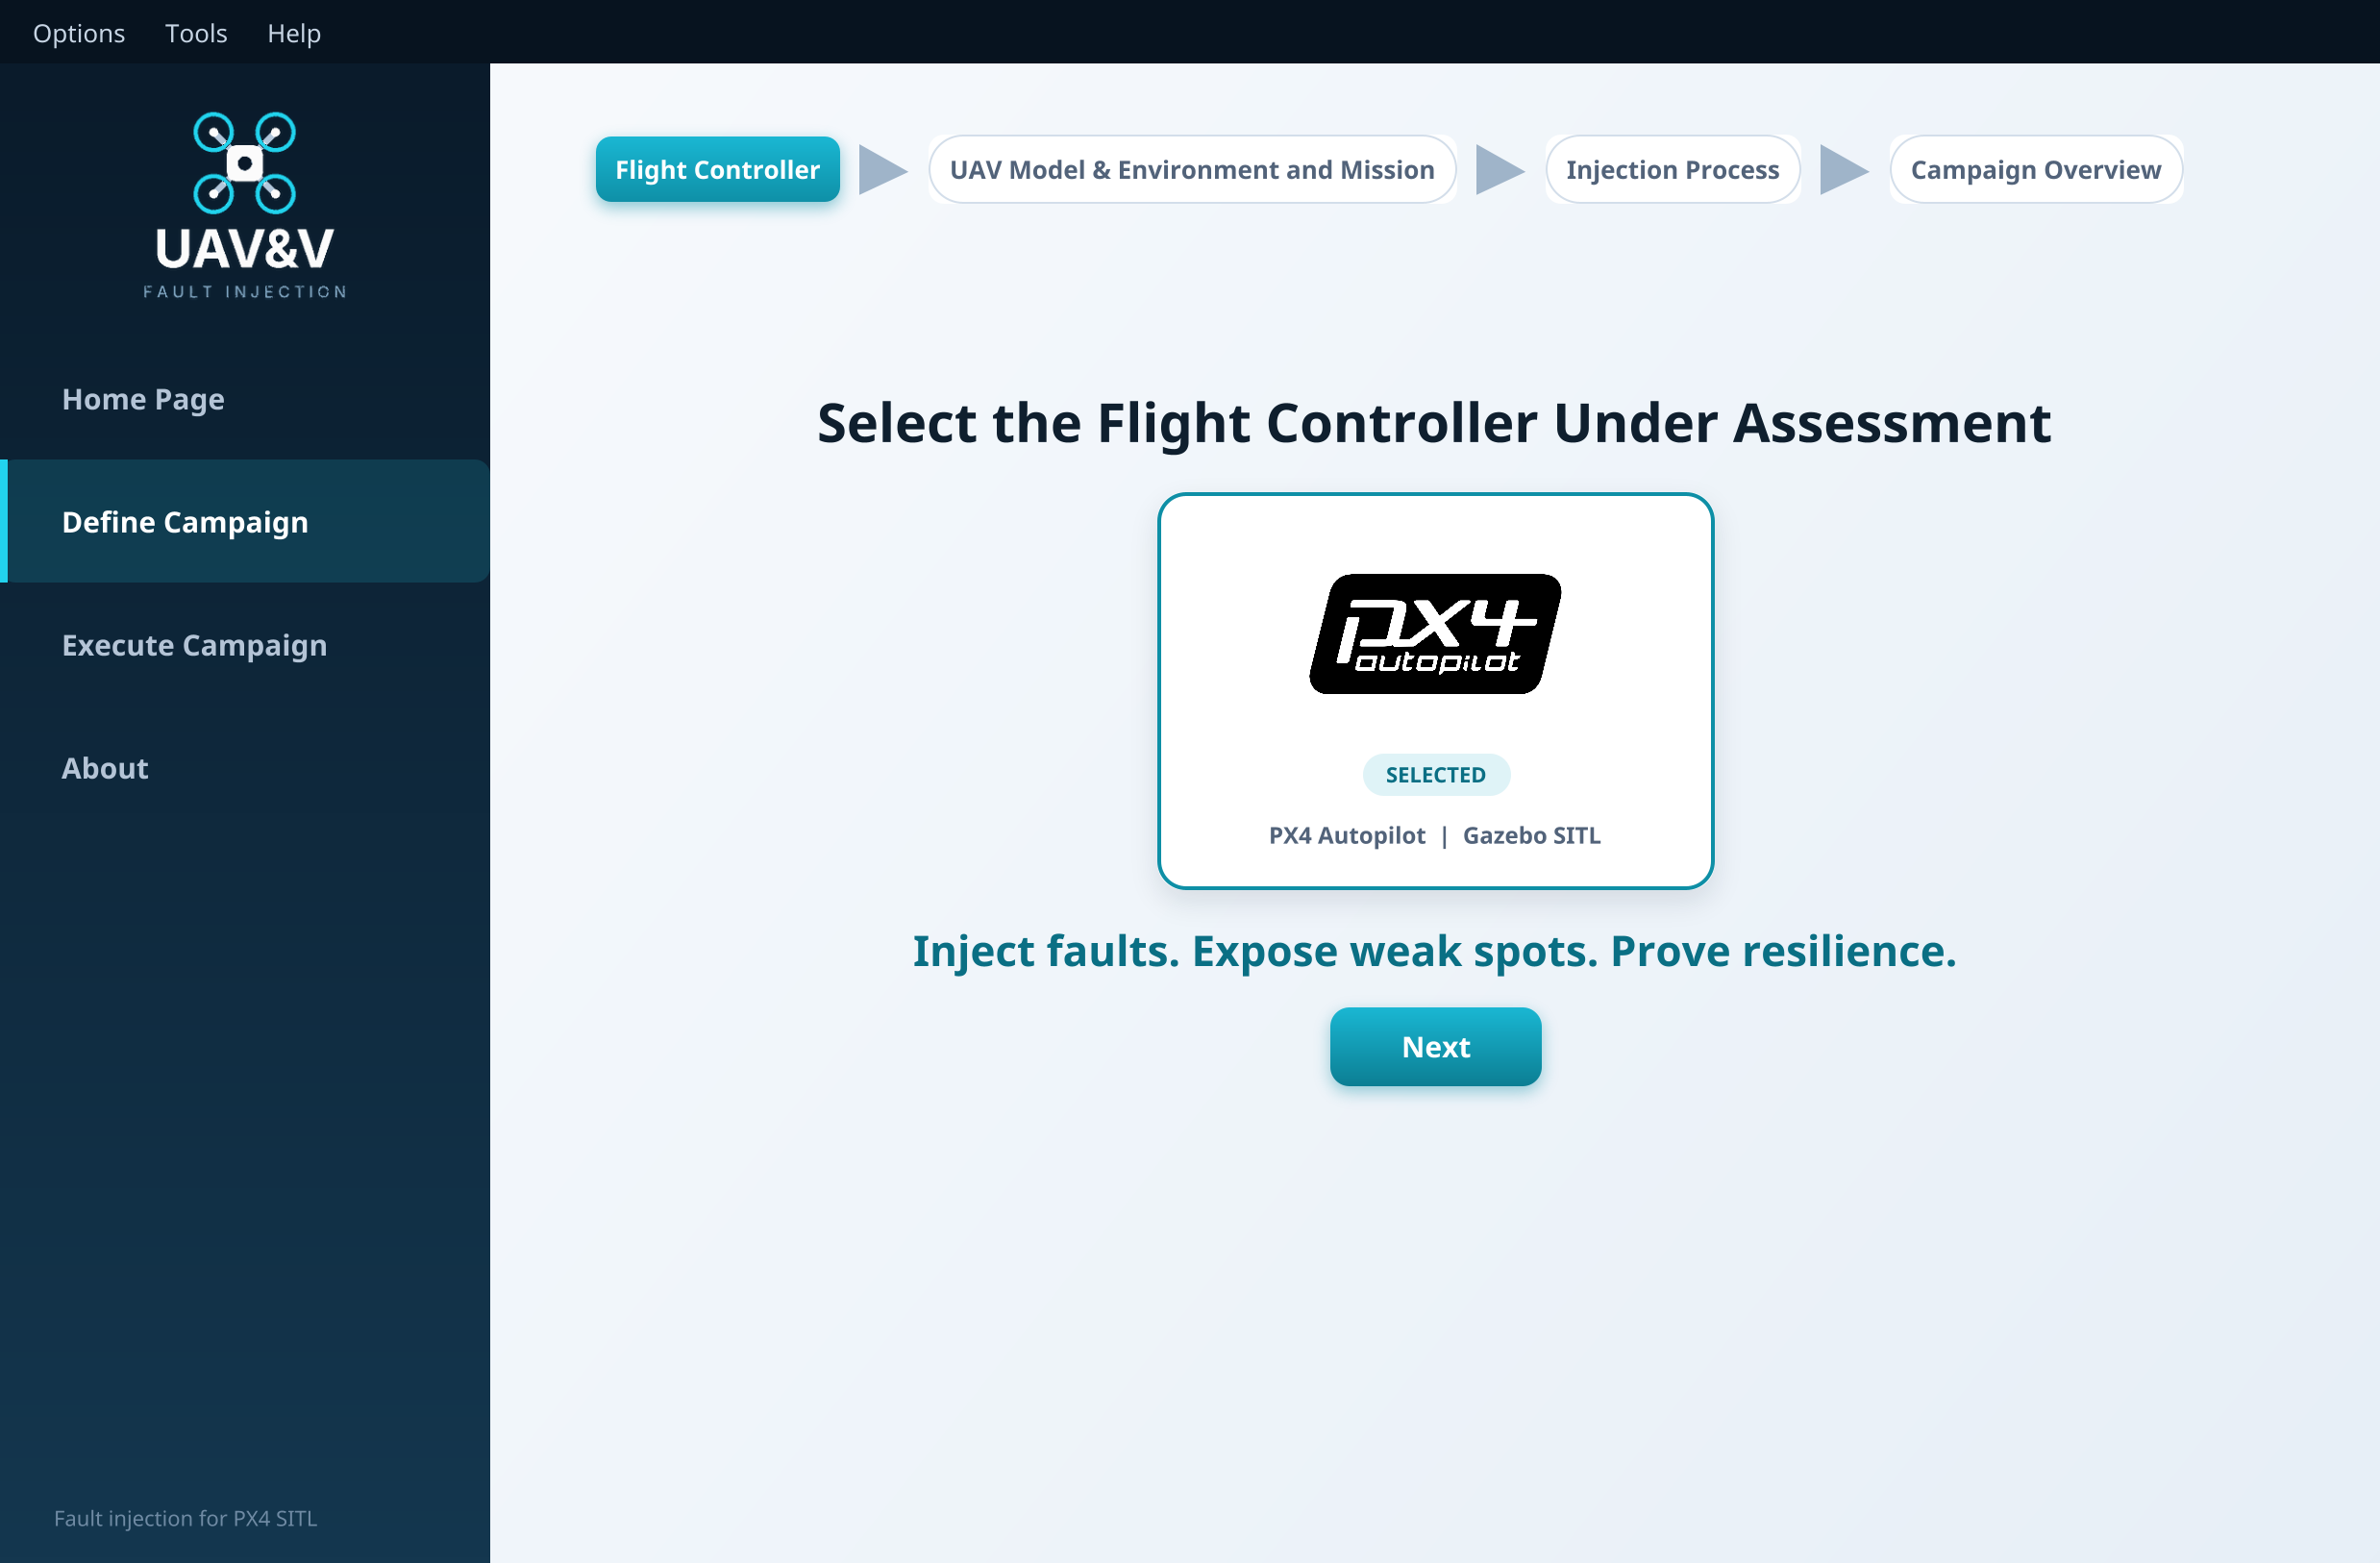 Options Tools Help
UAV&V
FAULT INJECTION
Home Page
Define Campaign
Execute Campaign
About
Fault injection for PX4 SITL
Flight Controller
UAV Model & Environment and Mission
Injection Process
Campaign Overview
Select the Flight Controller Under Assessment
px4
autopilot
SELECTED
PX4 Autopilot | Gazebo SITL
Inject faults. Expose weak spots. Prove resilience.
Next